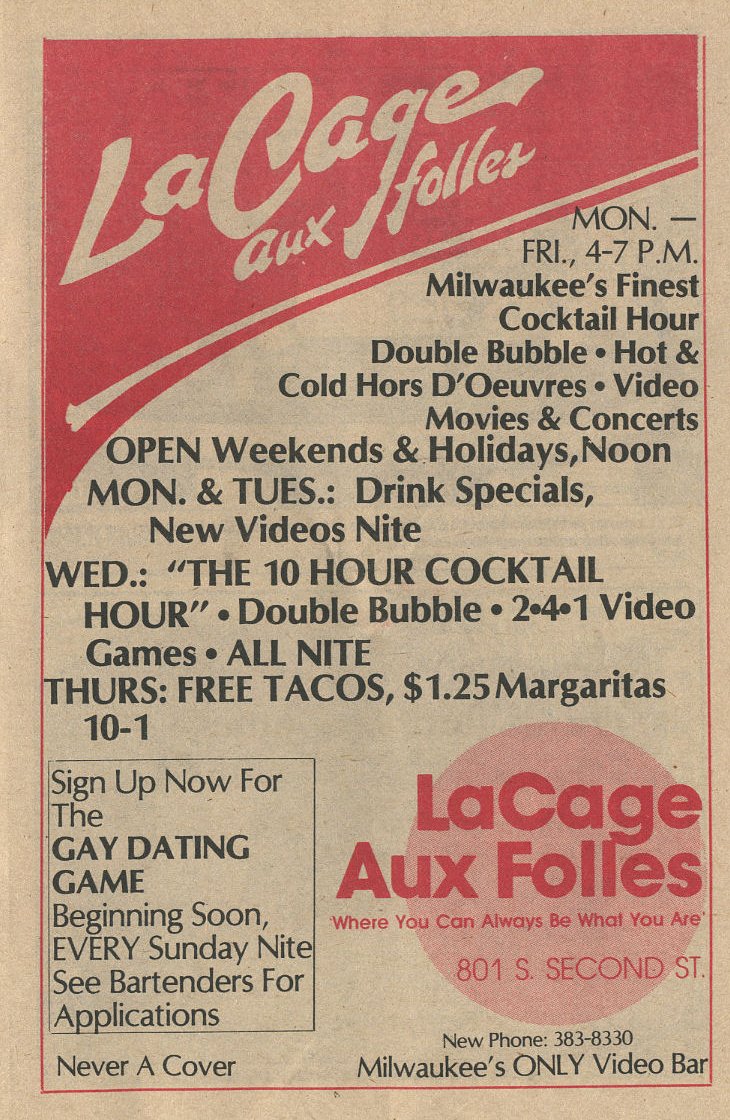 La Cage
aux folles
MON. —
FRI., 4-7 P.M.
Milwaukee's Finest
Cocktail Hour
Double Bubble • Hot &
Cold Hors D'Oeuvres • Video
Movies & Concerts
OPEN Weekends & Holidays, Noon
MON. & TUES.: Drink Specials,
New Videos Nite
WED.: "THE 10 HOUR COCKTAIL
HOUR" • Double Bubble • 2•4•1 Video
Games • ALL NITE
THURS: FREE TACOS, $1.25 Margaritas
10-1
Sign Up Now For
The
GAY DATING
GAME
Beginning Soon,
EVERY Sunday Nite
See Bartenders For
Applications
Never A Cover
LaCage
Aux Folles
'Where You Can Always Be What You Are'
801 S. SECOND ST.
New Phone: 383-8330
Milwaukee's ONLY Video Bar